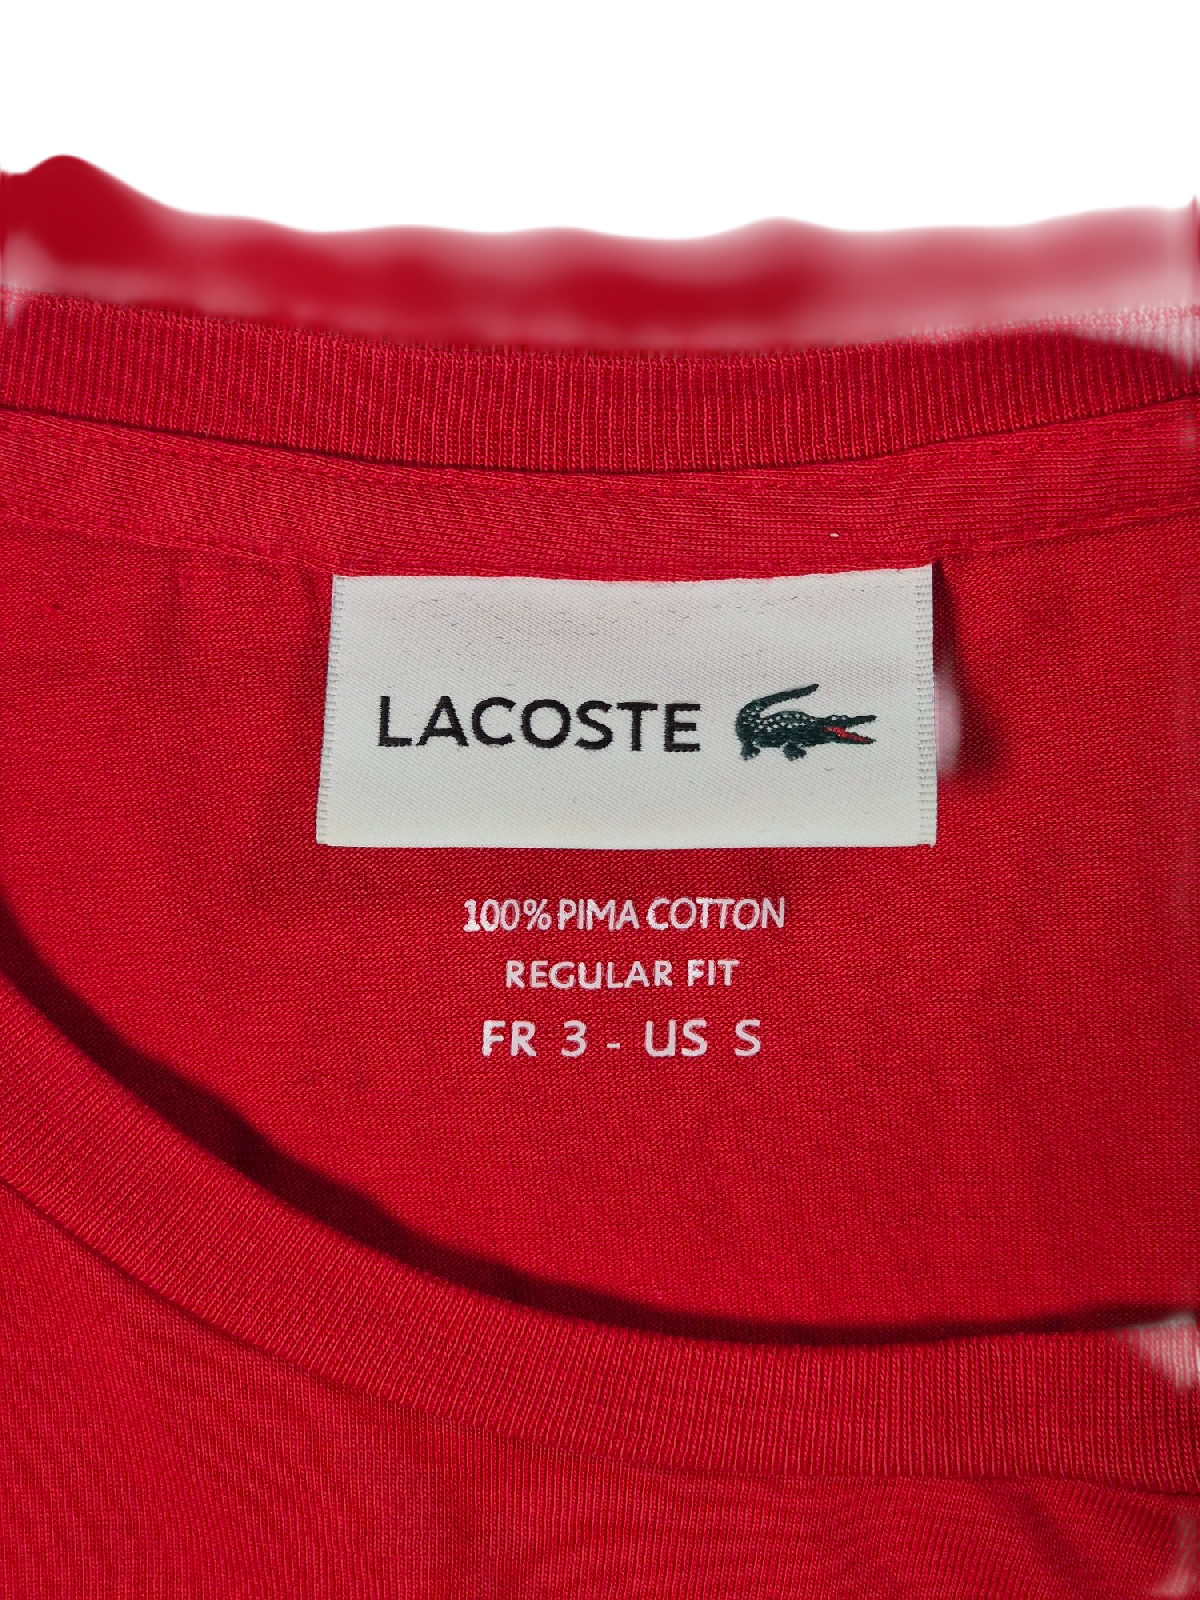 LACOSTE
100% PIMA COTTON
REGULAR FIT
FR 3 - US S